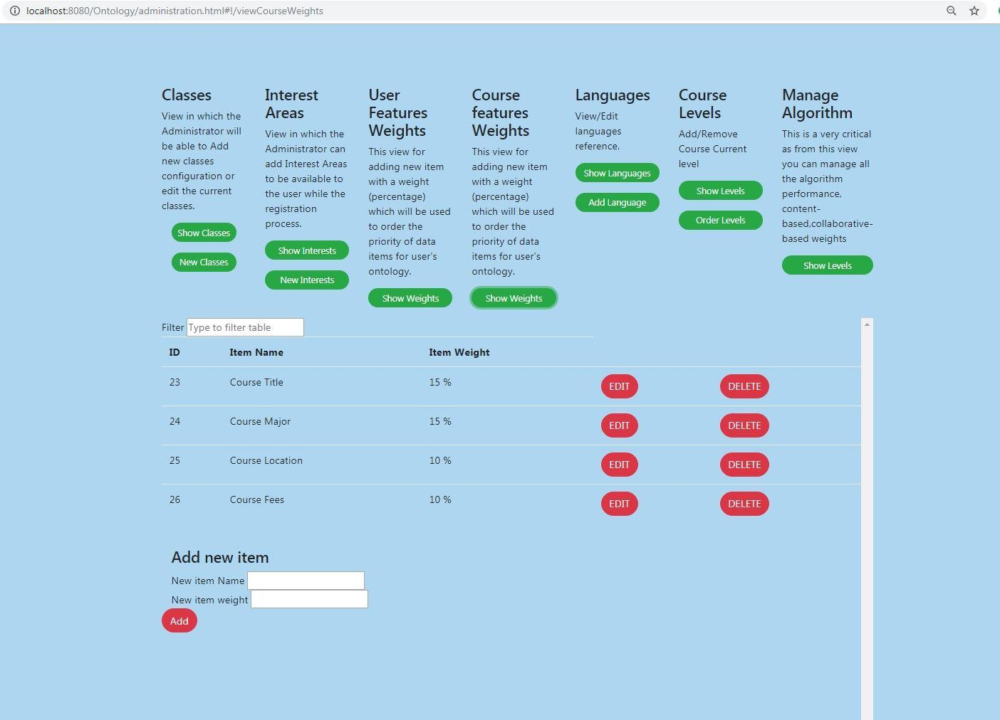 localhost:8080/Ontology/administration.html#!/viewCourseWeights
Classes
View in which the
Administrator will
be able to Add
new classes
configuration or
edit the current
classes.
Show Classes
New Classes
Interest
Areas
View in which the
Administrator can
add Interest Areas
to be available to
the user while the
registration
process.
Show Interests
New Interests
User
Features
Weights
This view for
adding new item
with a weight
(percentage)
which will be used
to order the
priority of data
items for user's
ontology.
Show Weights
Course
features
Weights
This view for
adding new item
with a weight
(percentage)
which will be used
to order the
priority of data
items for user's
ontology.
Show Weights
Languages
View/Edit
languages
reference.
Show Languages
Add Language
Course
Levels
Add/Remove
Course Current
level
Show Levels
Order Levels
Manage
Algorithm
This is a very critical
as from this view
you can manage all
the algorithm
performance,
content-
based,collaborative-
based weights
Show Levels
Filter Type to filter table
ID Item Name Item Weight
23 Course Title 15 % EDIT DELETE
24 Course Major 15 % EDIT DELETE
25 Course Location 10 % EDIT DELETE
26 Course Fees 10 % EDIT DELETE
Add new item
New item Name
New item weight
Add